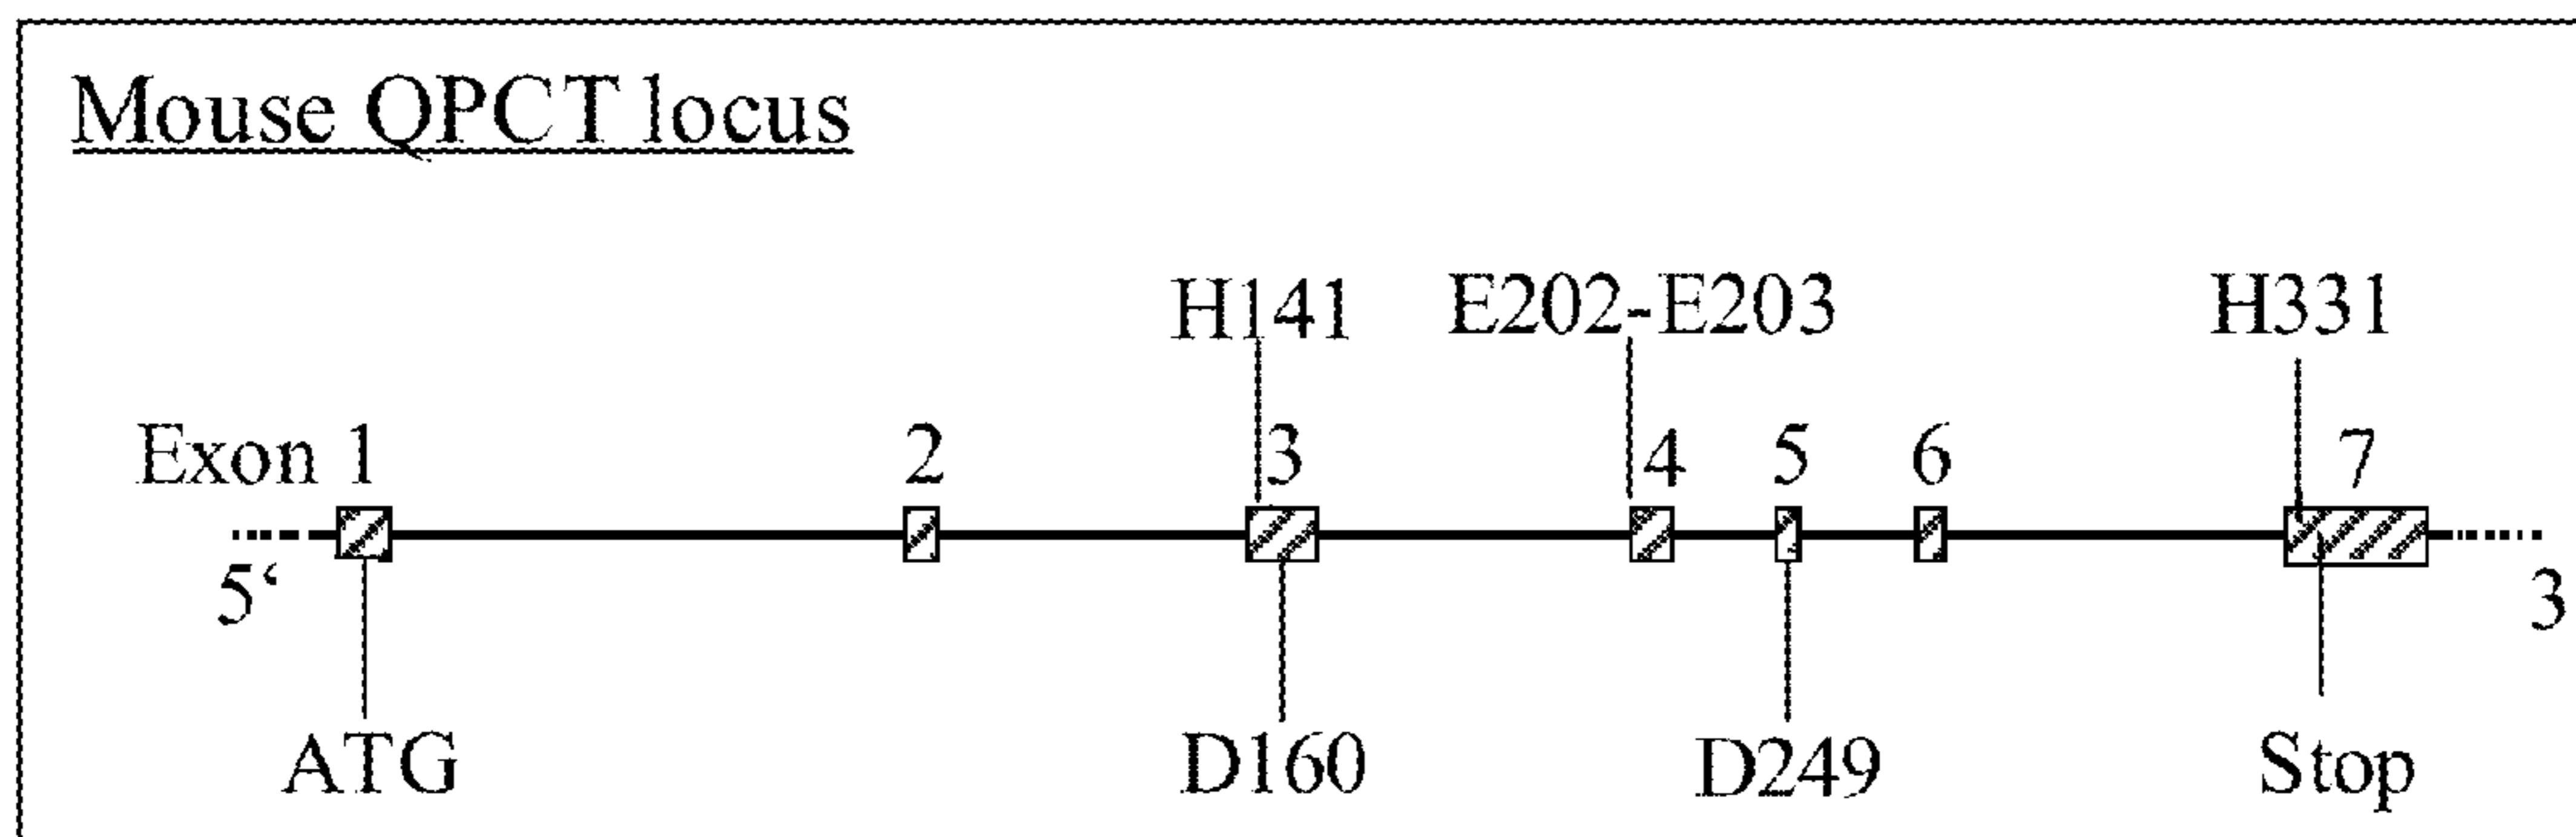 Mouse QPCT locus
H141 E202-E203 H331
Exon 1 2 3 4 5 6 7
5‘ 3
ATG D160 D249 Stop